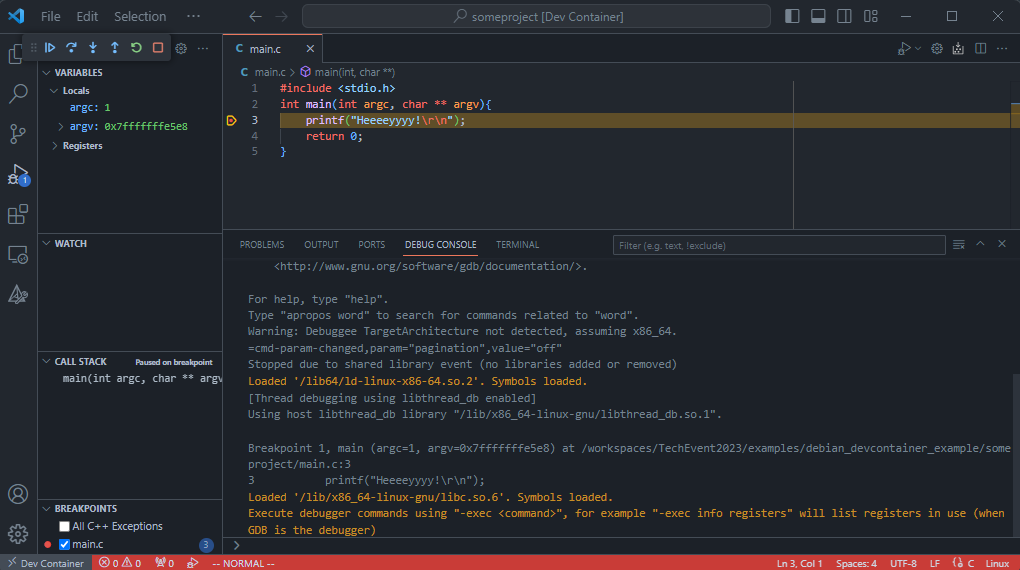 File Edit Selection ··· someproject [Dev Container]
main.c
VARIABLES
Locals
argc: 1
argv: 0x7fffffffe5e8
Registers
C main.c > main(int, char **)
1 #include <stdio.h>
2 int main(int argc, char ** argv){
3 printf("Heeeeyyyy!\r\n");
4 return 0;
5 }
1
WATCH
CALL STACK Paused on breakpoint
main(int argc, char ** argv
BREAKPOINTS
All C++ Exceptions
main.c 3
PROBLEMS OUTPUT PORTS DEBUG CONSOLE TERMINAL Filter (e.g. text, !exclude)
<http://www.gnu.org/software/gdb/documentation/>.
For help, type "help".
Type "apropos word" to search for commands related to "word".
Warning: Debuggee TargetArchitecture not detected, assuming x86_64.
=cmd-param-changed,param="pagination",value="off"
Stopped due to shared library event (no libraries added or removed)
Loaded '/lib64/ld-linux-x86-64.so.2'. Symbols loaded.
[Thread debugging using libthread_db enabled]
Using host libthread_db library "/lib/x86_64-linux-gnu/libthread_db.so.1".
Breakpoint 1, main (argc=1, argv=0x7fffffffe5e8) at /workspaces/TechEvent2023/examples/debian_devcontainer_example/some
project/main.c:3
3 printf("Heeeeyyyy!\r\n");
Loaded '/lib/x86_64-linux-gnu/libc.so.6'. Symbols loaded.
Execute debugger commands using "-exec <command>", for example "-exec info registers" will list registers in use (when
GDB is the debugger)
>
Dev Container 0 0 0 -- NORMAL -- Ln 3, Col 1 Spaces: 4 UTF-8 LF {} C Linux